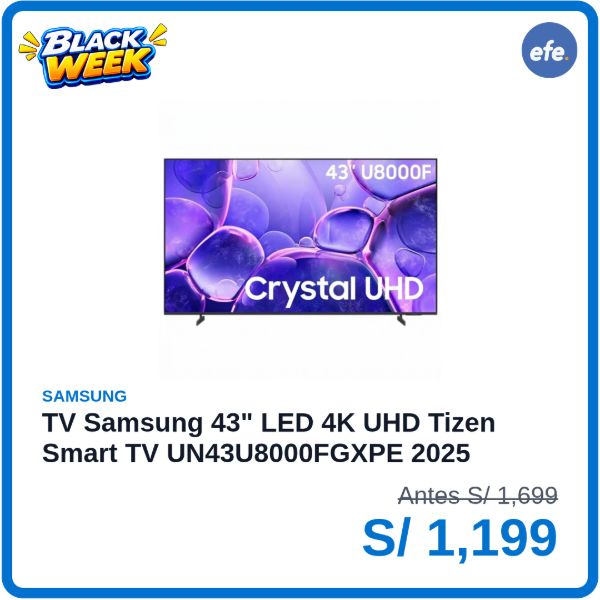 BLACK
WEEK
efe.
43" U8000F
Crystal UHD
SAMSUNG
TV Samsung 43" LED 4K UHD Tizen
Smart TV UN43U8000FGXPE 2025
Antes S/ 1,699
S/ 1,199